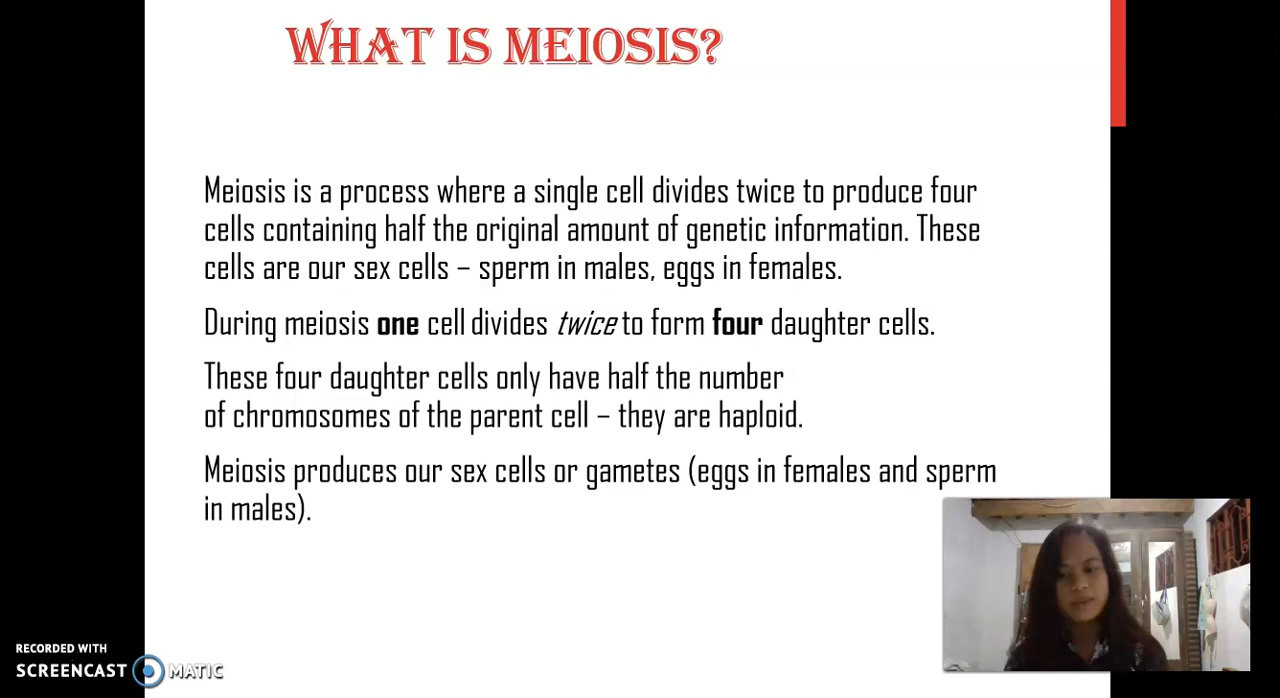 WHAT IS MEIOSIS?
Meiosis is a process where a single cell divides twice to produce four
cells containing half the original amount of genetic information. These
cells are our sex cells – sperm in males, eggs in females.
During meiosis one cell divides twice to form four daughter cells.
These four daughter cells only have half the number
of chromosomes of the parent cell – they are haploid.
Meiosis produces our sex cells or gametes (eggs in females and sperm
in males).
RECORDED WITH
SCREENCAST MATIC